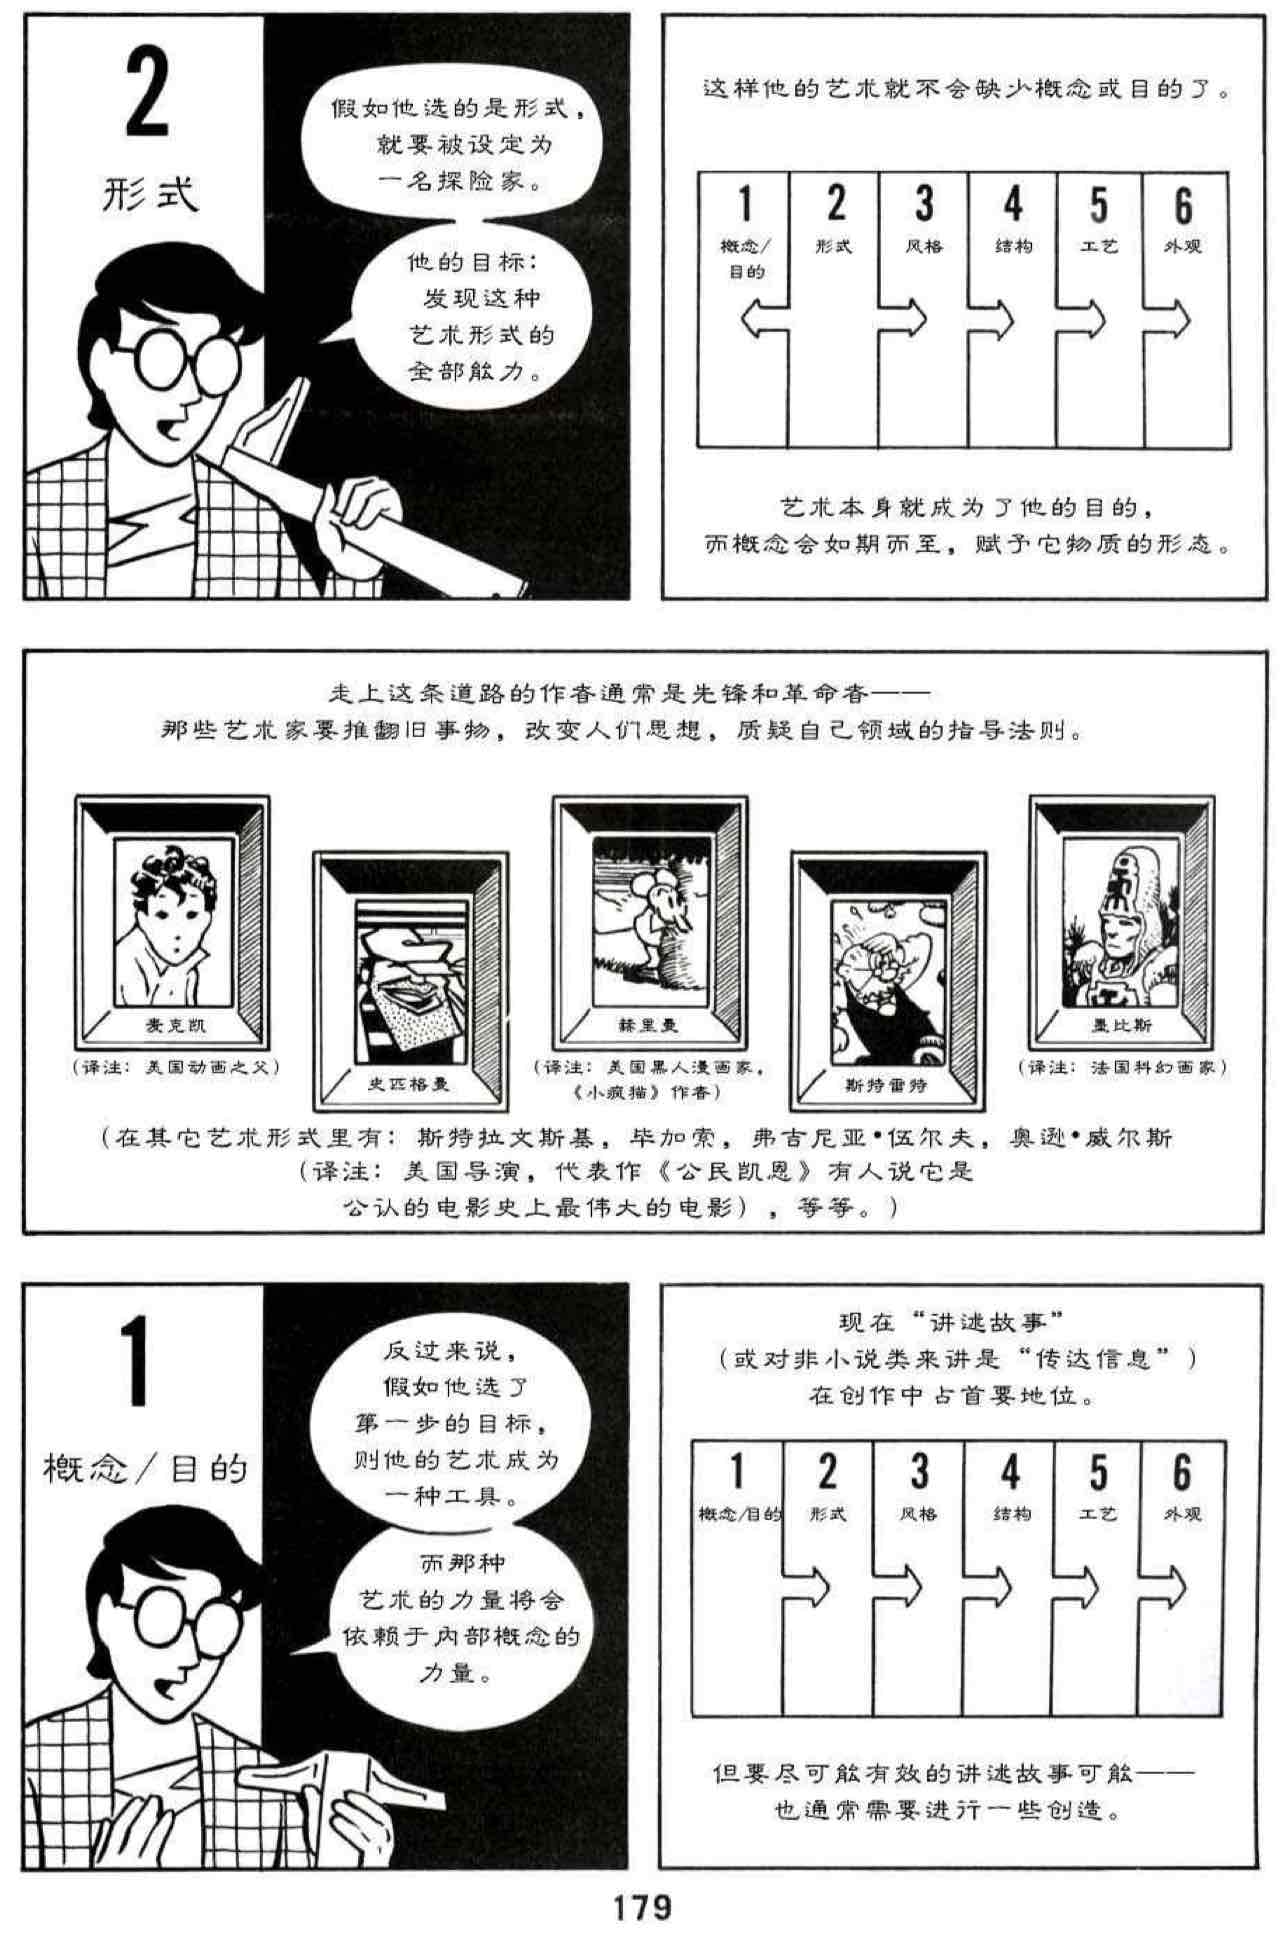 2
形式
假如他选的是形式，
就要被设定为
一名探险家。
他的目标：
发现这种
艺术形式的
全部能力。
这样他的艺术就不会缺少概念或目的了。
1 2 3 4 5 6
概念/ 形式 风格 结构 工艺 外观
目的
艺术本身就成为了他的目的，
而概念会如期而至，赋予它物质的形态。
走上这条道路的作者通常是先锋和革命者——
那些艺术家要推翻旧事物，改变人们思想，质疑自己领域的指导法则。
麦克凯
（译注：美国动画之父）
史匹格曼
赫里曼
（译注：美国黑人漫画家，
《小疯猫》作者）
斯特雷特
墨比斯
（译注：法国科幻画家）
（在其它艺术形式里有：斯特拉文斯基，毕加索，弗吉尼亚•伍尔夫，奥逊•威尔斯
（译注：美国导演，代表作《公民凯恩》有人说它是
公认的电影史上最伟大的电影），等等。）
1
概念/目的
反过来说，
假如他选了
第一步的目标，
则他的艺术成为
一种工具。
而那种
艺术的力量将会
依赖于内部概念的
力量。
现在“讲述故事”
（或对非小说类来讲是“传达信息”）
在创作中占首要地位。
1 2 3 4 5 6
概念/目的 形式 风格 结构 工艺 外观
但要尽可能有效的讲述故事可能——
也通常需要进行一些创造。
179